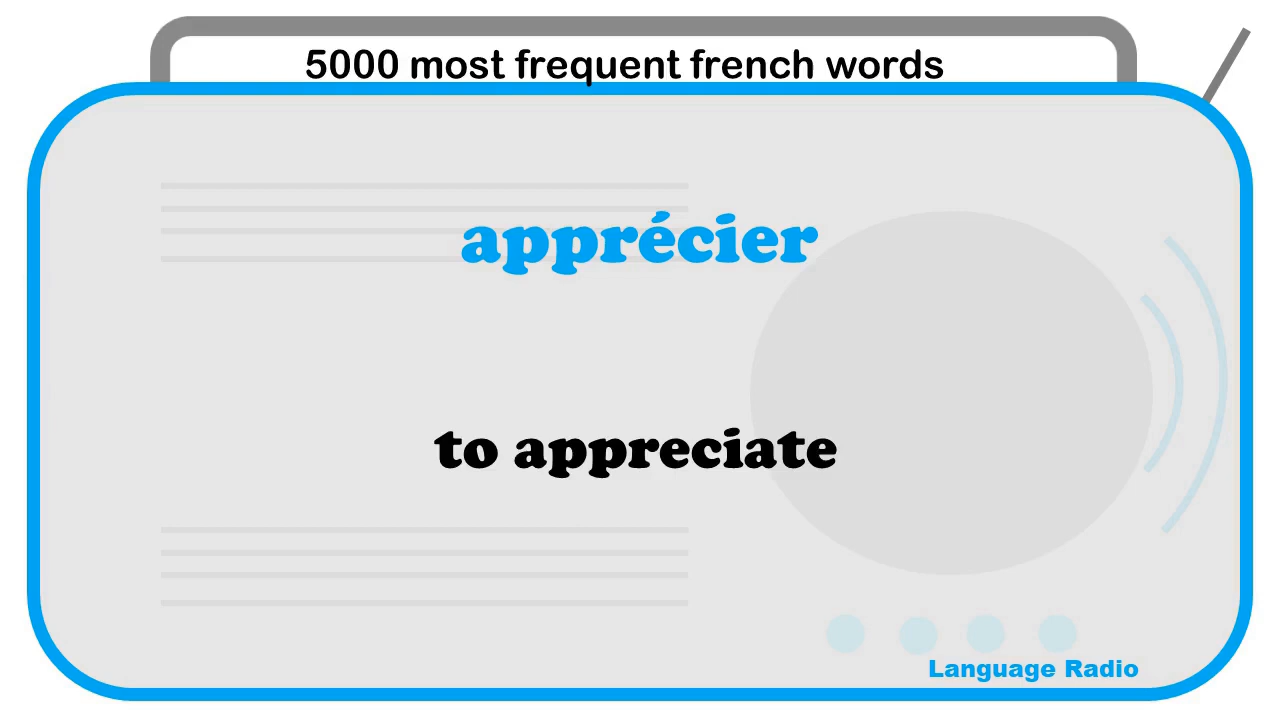 5000 most frequent french words
apprécier
to appreciate
Language Radio